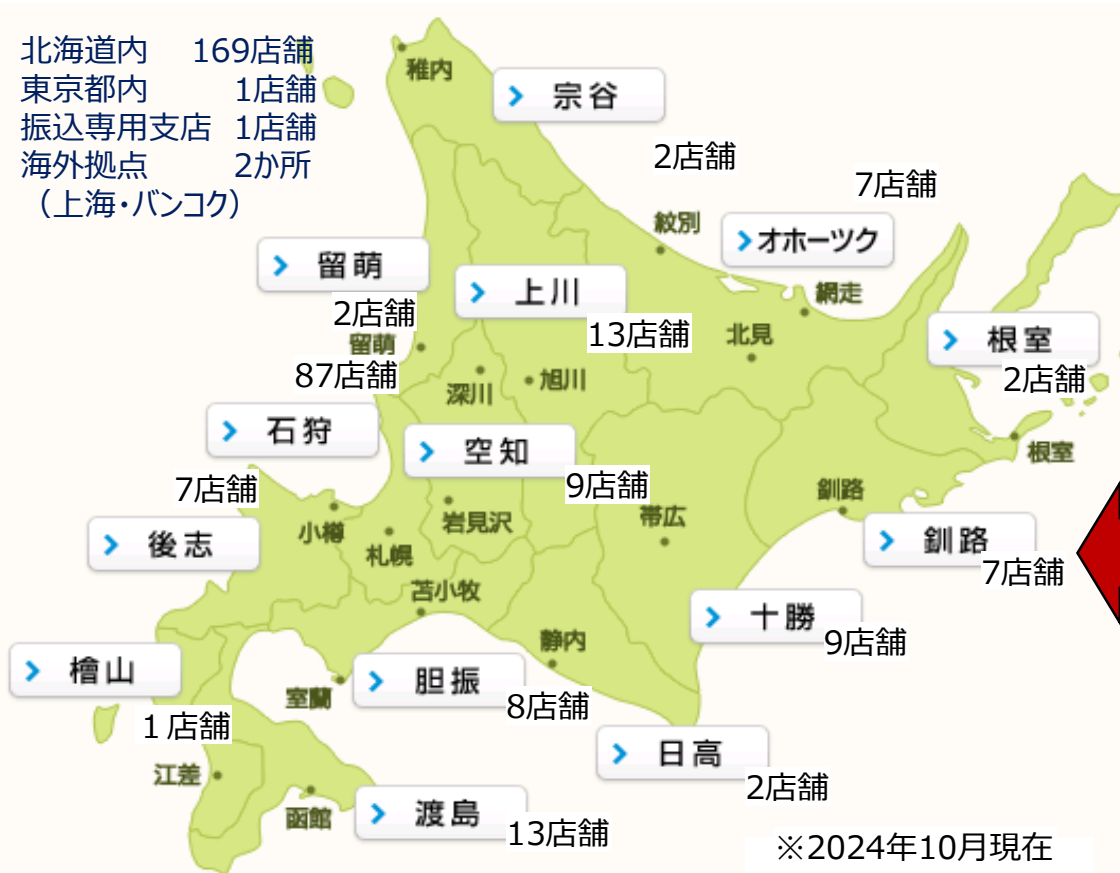 北海道内 169店舗
東京都内 1店舗
振込専用支店 1店舗
海外拠点 2か所
（上海・バンコク）
稚内
宗谷
2店舗
7店舗
紋別
オホーツク
留萌
上川
網走
2店舗
13店舗
北見
根室
留萌
2店舗
87店舗
深川
旭川
石狩
空知
根室
7店舗
9店舗
釧路
小樽
岩見沢
帯広
後志
札幌
釧路
7店舗
苫小牧
十勝
9店舗
静内
檜山
胆振
室蘭
8店舗
1店舗
日高
江差
2店舗
函館
渡島
13店舗
※2024年10月現在